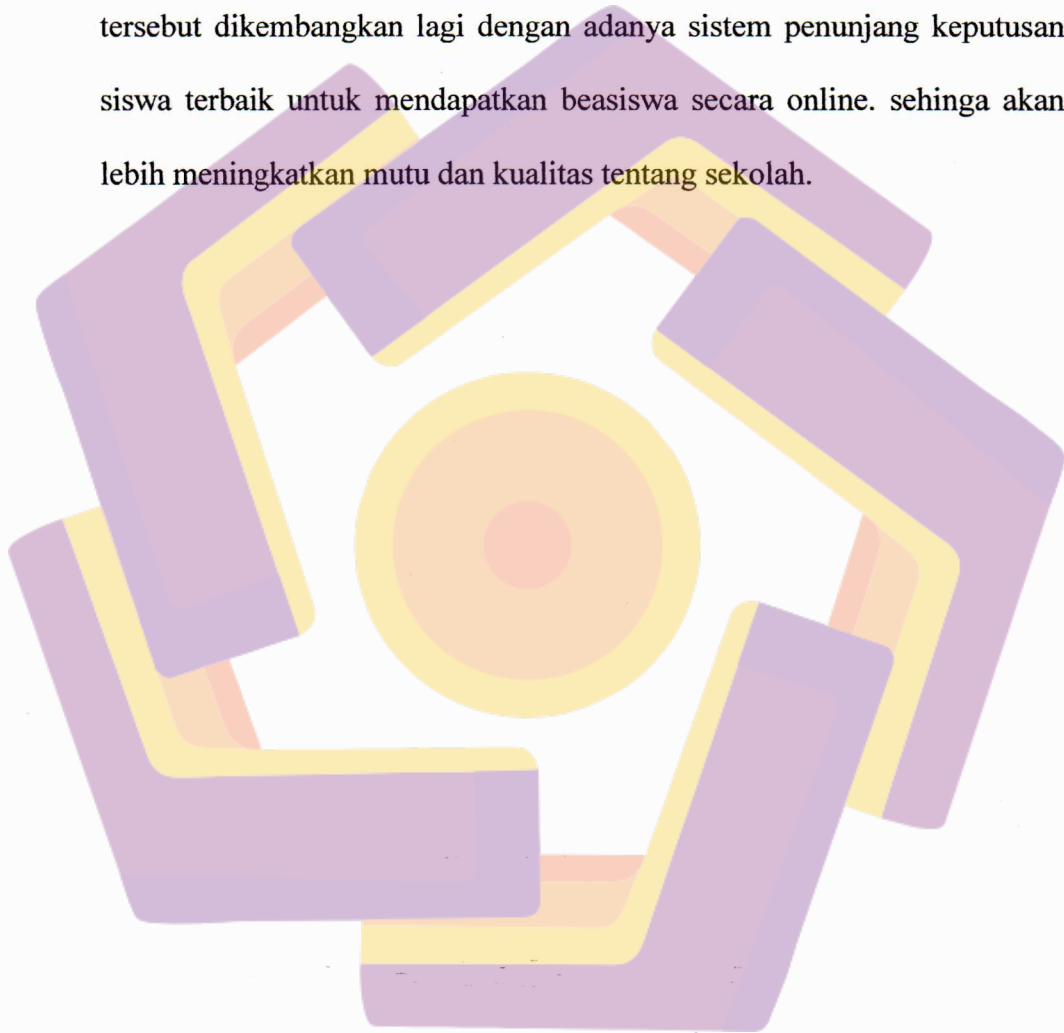 tersebut dikembangkan lagi dengan adanya sistem penunjang keputusan
siswa terbaik untuk mendapatkan beasiswa secara online. sehinga akan
lebih meningkatkan mutu dan kualitas tentang sekolah.